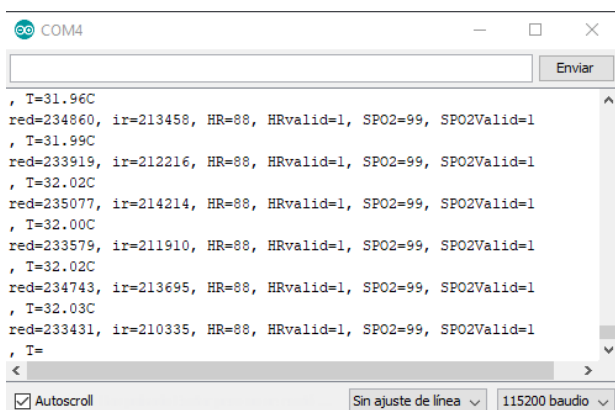 COM4
Enviar
, T=31.96C
red=234860, ir=213458, HR=88, HRvalid=1, SPO2=99, SPO2Valid=1
, T=31.99C
red=233919, ir=212216, HR=88, HRvalid=1, SPO2=99, SPO2Valid=1
, T=32.02C
red=235077, ir=214214, HR=88, HRvalid=1, SPO2=99, SPO2Valid=1
, T=32.00C
red=233579, ir=211910, HR=88, HRvalid=1, SPO2=99, SPO2Valid=1
, T=32.02C
red=234743, ir=213695, HR=88, HRvalid=1, SPO2=99, SPO2Valid=1
, T=32.03C
red=233431, ir=210335, HR=88, HRvalid=1, SPO2=99, SPO2Valid=1
, T=
Autoscroll Sin ajuste de línea 115200 baudio